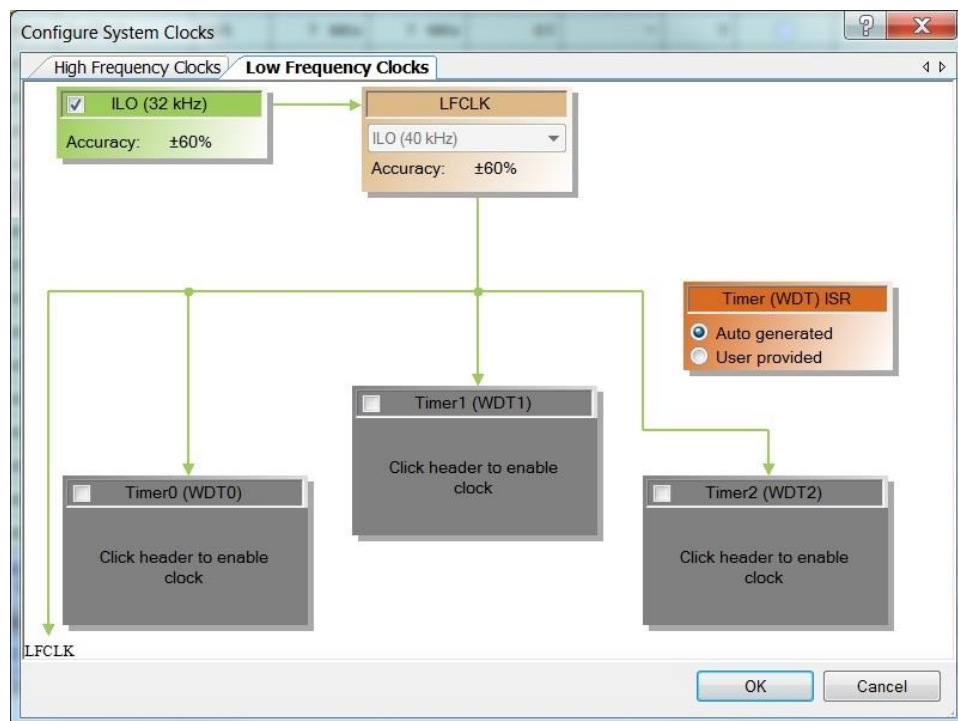 Configure System Clocks
High Frequency Clocks
Low Frequency Clocks
ILO (32 kHz)
Accuracy: ±60%
LFCLK
ILO (40 kHz)
Accuracy: ±60%
Timer (WDT) ISR
Auto generated
User provided
Timer1 (WDT1)
Click header to enable
clock
Timer0 (WDT0)
Click header to enable
clock
Timer2 (WDT2)
Click header to enable
clock
LFCLK
OK
Cancel